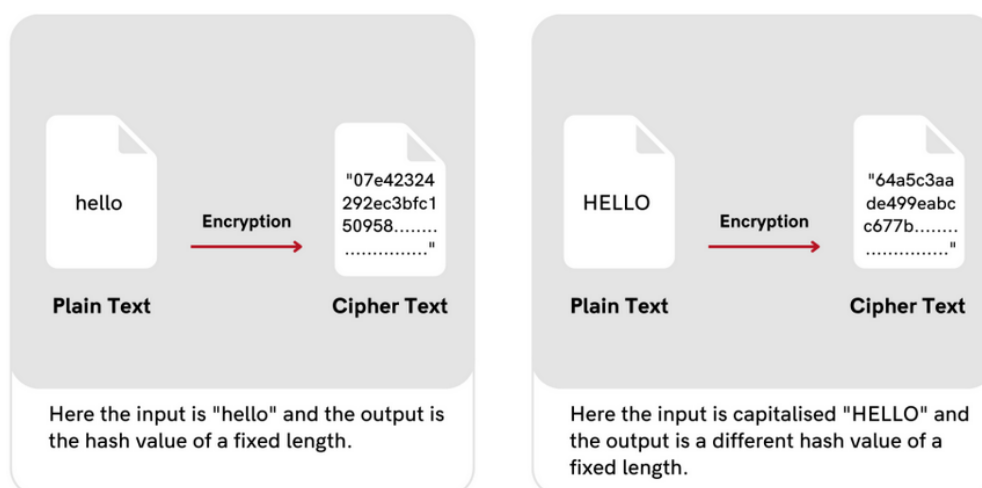 hello
Encryption
"07e42324
292ec3bfc1
50958........
..............."
Plain Text
Cipher Text
Here the input is "hello" and the output is
the hash value of a fixed length.
HELLO
Encryption
"64a5c3aa
de499eabc
c677b........
..............."
Plain Text
Cipher Text
Here the input is capitalised "HELLO" and
the output is a different hash value of a
fixed length.